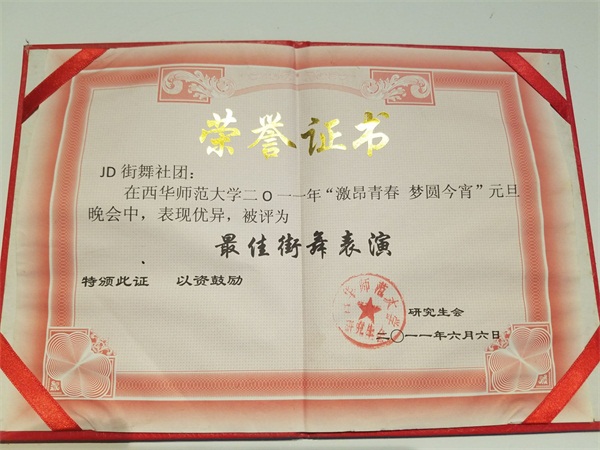 荣誉证书
JD 街舞社团：
在西华师范大学二O一一年“激昂青春 梦圆今宵”元旦
晚会中，表现优异，被评为
最佳街舞表演
特颁此证 以资鼓励
研究生会
二〇一一年六月六日